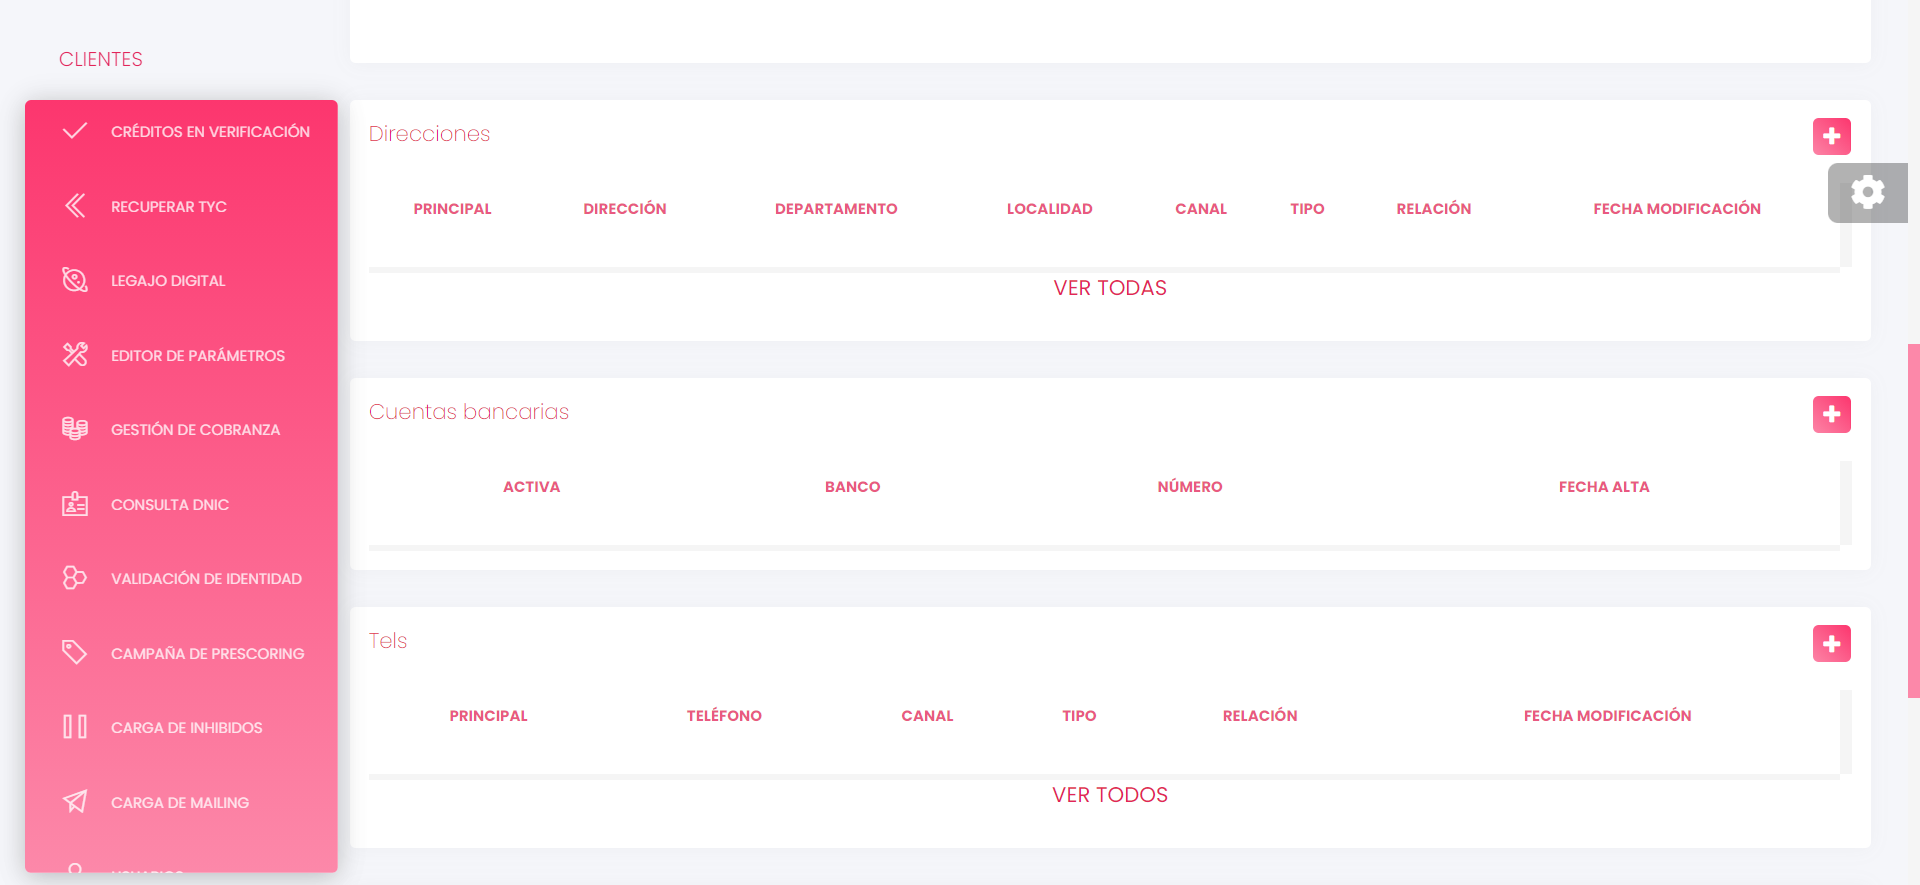 CLIENTES
CRÉDITOS EN VERIFICACIÓN
RECUPERAR TYC
LEGAJO DIGITAL
EDITOR DE PARÁMETROS
GESTIÓN DE COBRANZA
CONSULTA DNIC
VALIDACIÓN DE IDENTIDAD
CAMPAÑA DE PRESCORING
CARGA DE INHIBIDOS
CARGA DE MAILING
Direcciones
PRINCIPAL DIRECCIÓN DEPARTAMENTO LOCALIDAD CANAL TIPO RELACIÓN FECHA MODIFICACIÓN
VER TODAS
Cuentas bancarias
ACTIVA BANCO NÚMERO FECHA ALTA
Tels
PRINCIPAL TELÉFONO CANAL TIPO RELACIÓN FECHA MODIFICACIÓN
VER TODOS